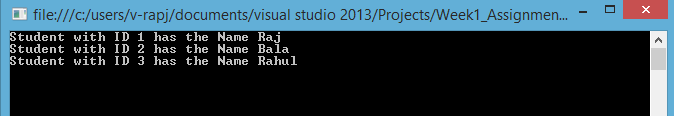 file:///c:/users/v-rapj/documents/visual studio 2013/Projects/Week1_Assignmen...
Student with ID 1 has the Name Raj
Student with ID 2 has the Name Bala
Student with ID 3 has the Name Rahul